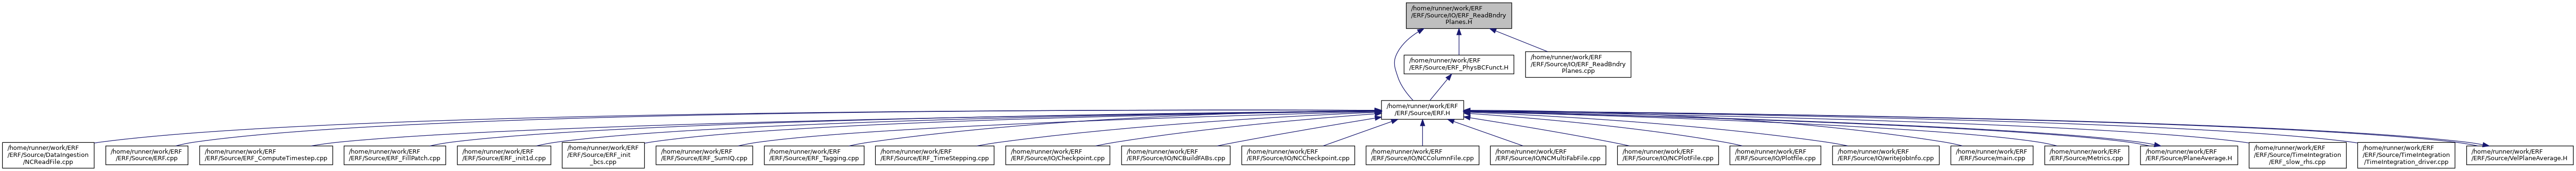 /home/runner/work/ERF
/ERF/Source/IO/ERF_ReadBndry
Planes.H
/home/runner/work/ERF
/ERF/Source/ERF_PhysBCFunct.H
/home/runner/work/ERF
/ERF/Source/IO/ERF_ReadBndry
Planes.cpp
/home/runner/work/ERF
/ERF/Source/ERF.H
/home/runner/work/ERF
/ERF/Source/DataIngestion
/NCReadFile.cpp
/home/runner/work/ERF
/ERF/Source/ERF.cpp
/home/runner/work/ERF
/ERF/Source/ERF_ComputeTimestep.cpp
/home/runner/work/ERF
/ERF/Source/ERF_FillPatch.cpp
/home/runner/work/ERF
/ERF/Source/ERF_init1d.cpp
/home/runner/work/ERF
/ERF/Source/ERF_init
_bcs.cpp
/home/runner/work/ERF
/ERF/Source/ERF_SumIQ.cpp
/home/runner/work/ERF
/ERF/Source/ERF_Tagging.cpp
/home/runner/work/ERF
/ERF/Source/ERF_TimeStepping.cpp
/home/runner/work/ERF
/ERF/Source/IO/Checkpoint.cpp
/home/runner/work/ERF
/ERF/Source/IO/NCBuildFABs.cpp
/home/runner/work/ERF
/ERF/Source/IO/NCCheckpoint.cpp
/home/runner/work/ERF
/ERF/Source/IO/NCColumnFile.cpp
/home/runner/work/ERF
/ERF/Source/IO/NCMultiFabFile.cpp
/home/runner/work/ERF
/ERF/Source/IO/NCPlotFile.cpp
/home/runner/work/ERF
/ERF/Source/IO/Plotfile.cpp
/home/runner/work/ERF
/ERF/Source/IO/writeJobInfo.cpp
/home/runner/work/ERF
/ERF/Source/main.cpp
/home/runner/work/ERF
/ERF/Source/Metrics.cpp
/home/runner/work/ERF
/ERF/Source/PlaneAverage.H
/home/runner/work/ERF
/ERF/Source/TimeIntegration
/ERF_slow_rhs.cpp
/home/runner/work/ERF
/ERF/Source/TimeIntegration
/TimeIntegration_driver.cpp
/home/runner/work/ERF
/ERF/Source/VelPlaneAverage.H